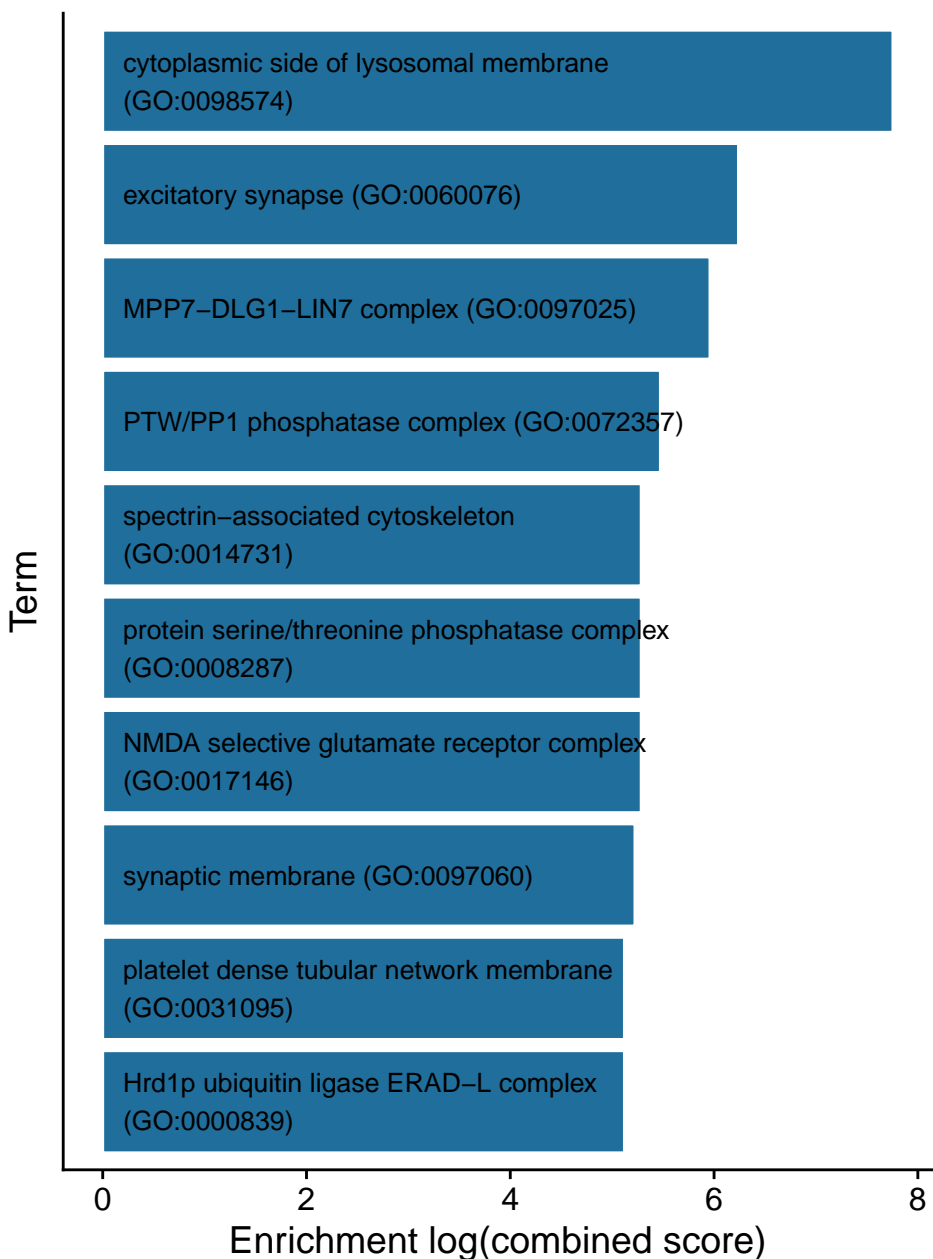 cytoplasmic side of lysosomal membrane
(GO:0098574)
excitatory synapse (GO:0060076)
MPP7−DLG1−LIN7 complex (GO:0097025)
PTW/PP1 phosphatase complex (GO:0072357)
spectrin−associated cytoskeleton
(GO:0014731)
protein serine/threonine phosphatase complex
(GO:0008287)
NMDA selective glutamate receptor complex
(GO:0017146)
synaptic membrane (GO:0097060)
platelet dense tubular network membrane
(GO:0031095)
Hrd1p ubiquitin ligase ERAD−L complex
(GO:0000839)
Term
0 2 4 6 8
Enrichment log(combined score)